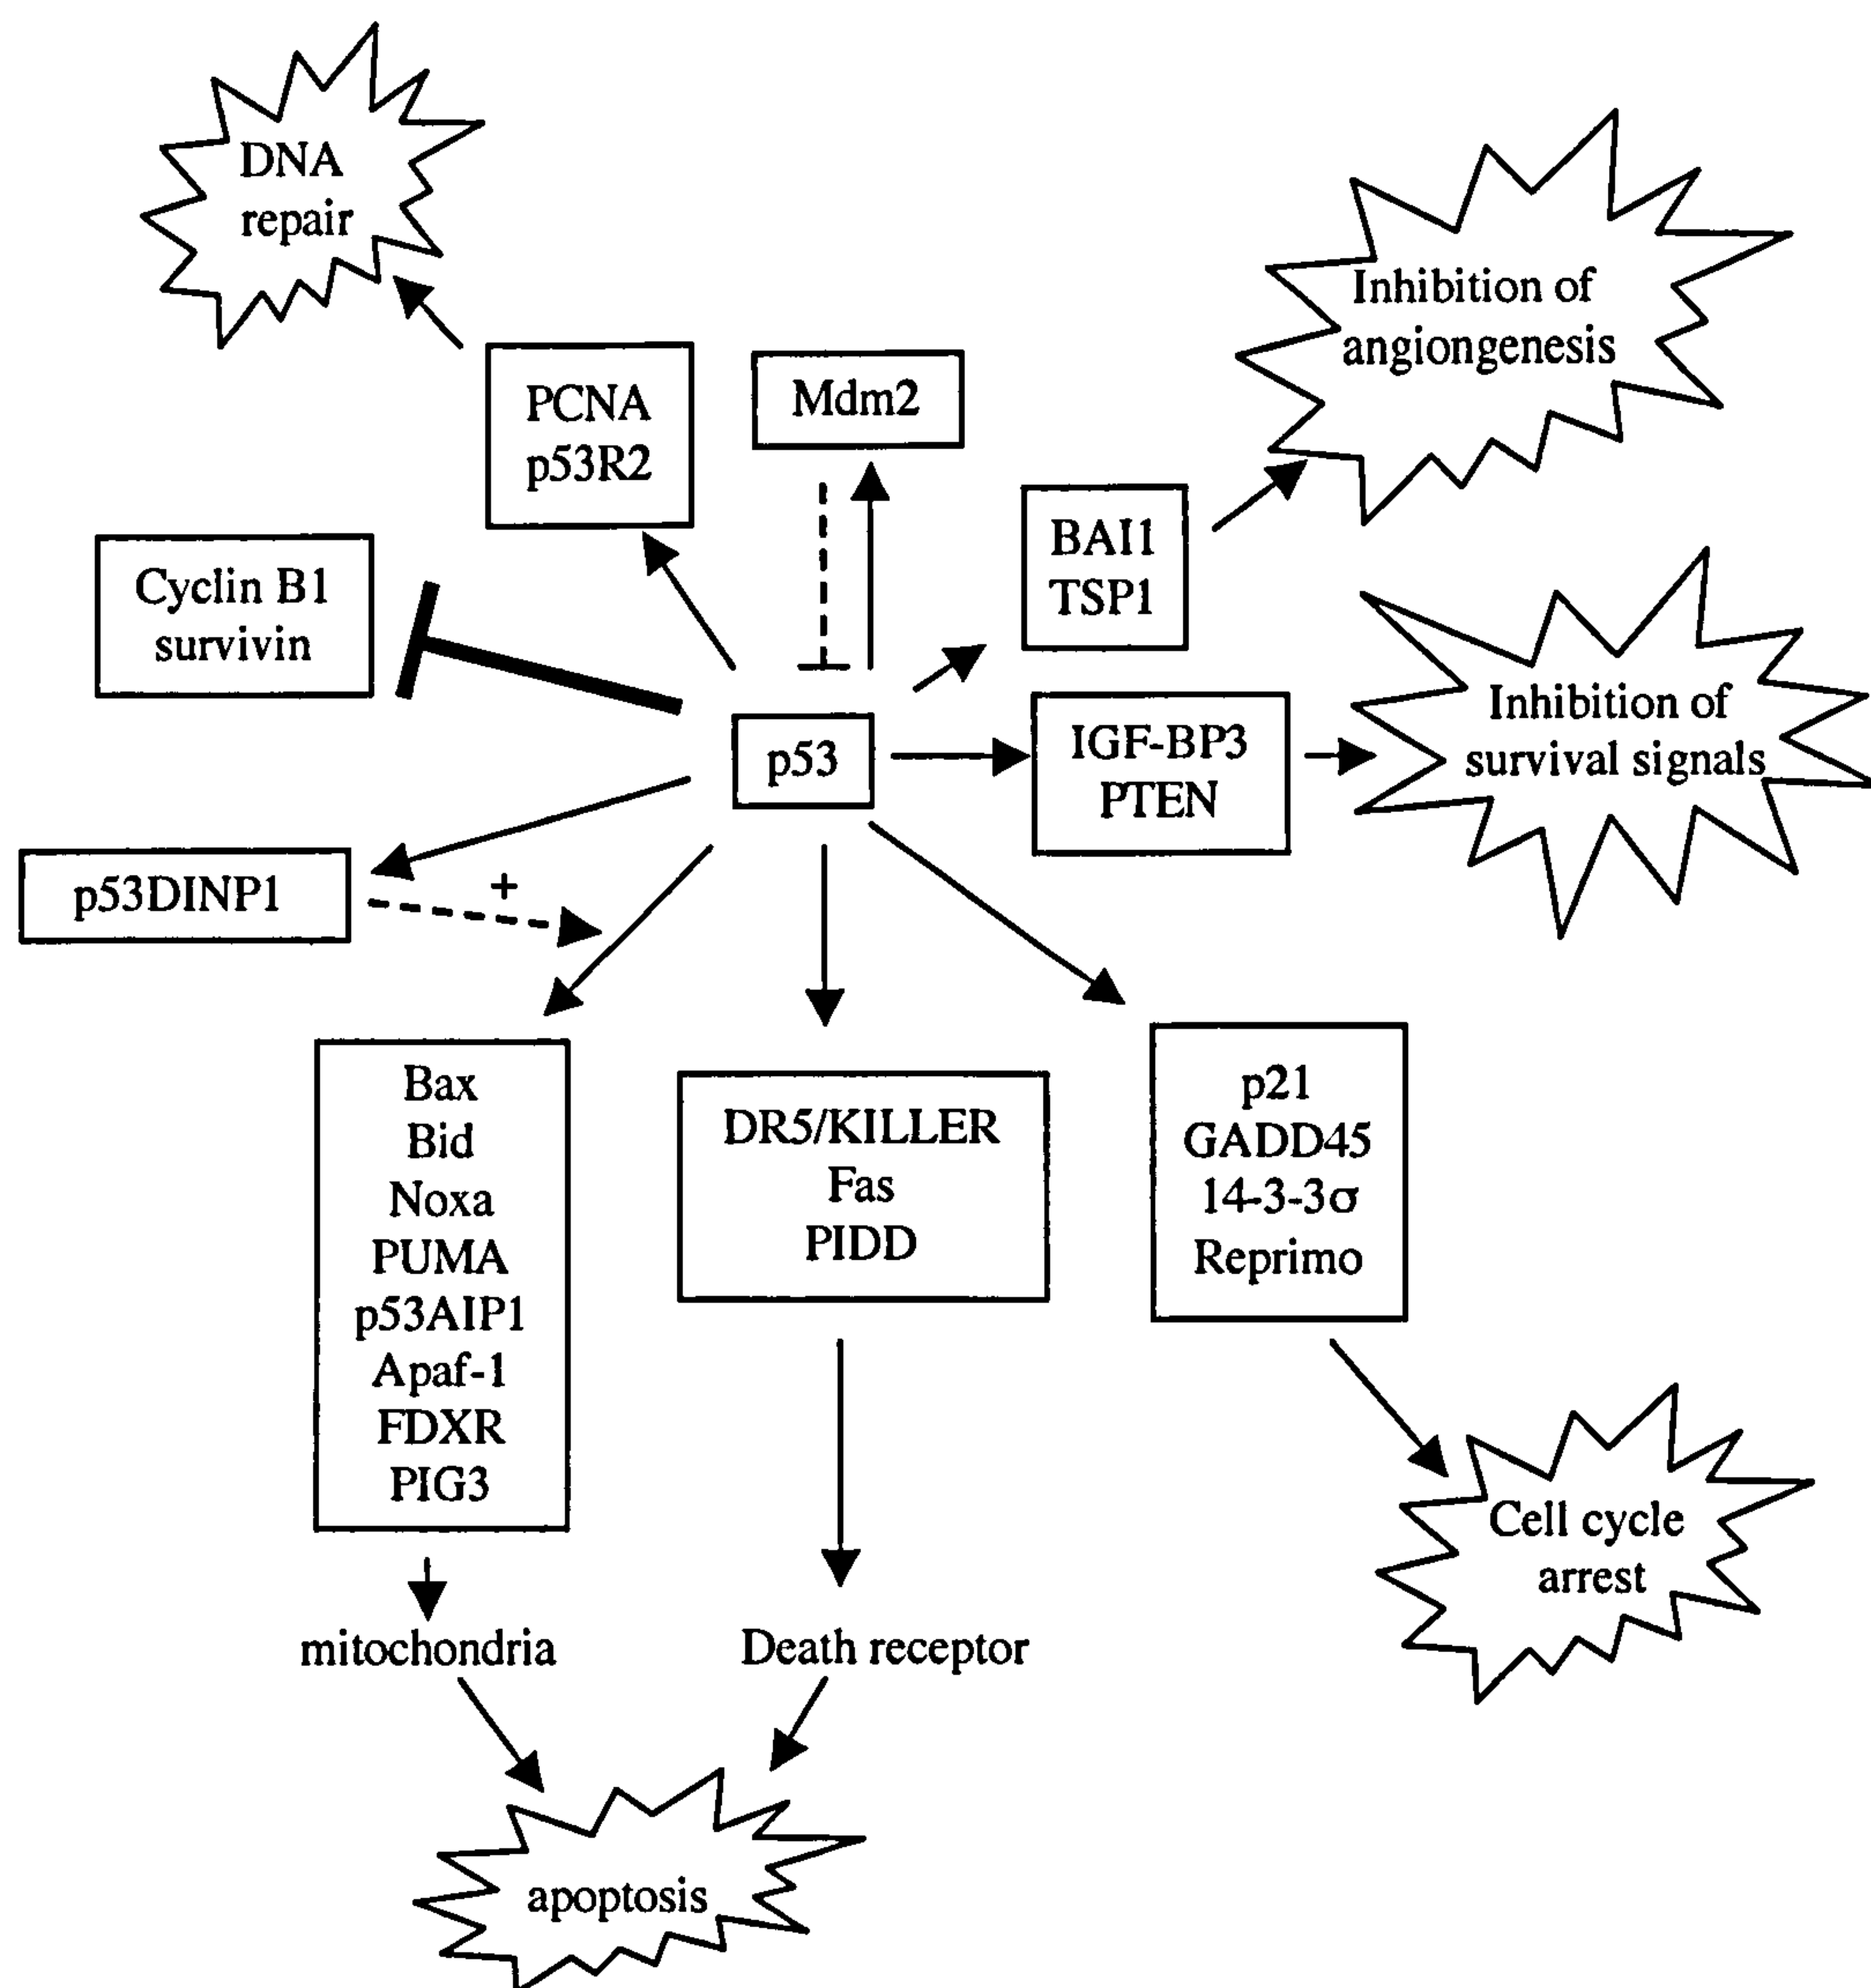 DNA
repair
Inhibition of
angiongenesis
PCNA
p53R2
Mdm2
BAI1
TSP1
Cyclin B1
survivin
p53
IGF-BP3
PTEN
Inhibition of
survival signals
p53DINP1
+
Bax
Bid
Noxa
PUMA
p53AIP1
Apaf-1
FDXR
PIG3
DR5/KILLER
Fas
PIDD
p21
GADD45
14-3-3σ
Reprimo
Cell cycle
arrest
mitochondria
Death receptor
apoptosis